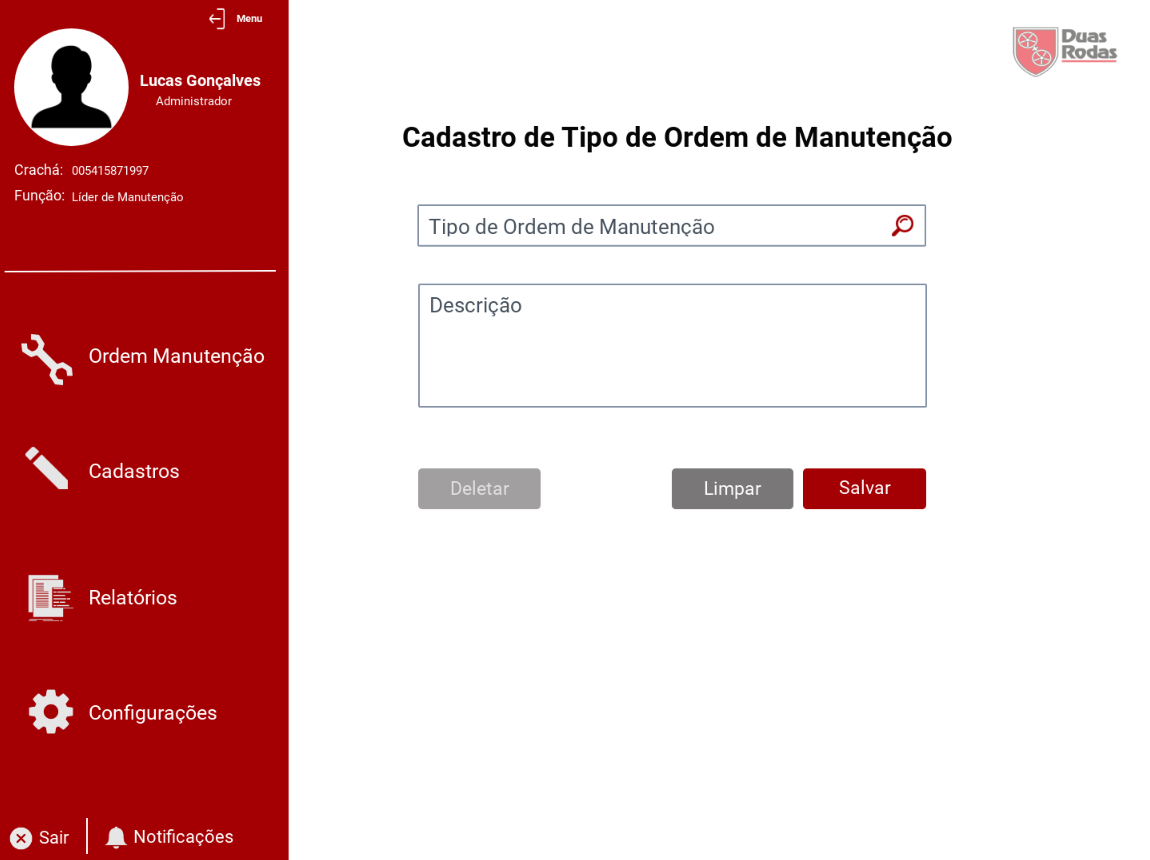 Menu
Lucas Gonçalves
Administrador
Crachá: 005415871997
Função: Líder de Manutenção
Ordem Manutenção
Cadastros
Relatórios
Configurações
Sair
Notificações
Duas
Rodas
Cadastro de Tipo de Ordem de Manutenção
Tipo de Ordem de Manutenção
Descrição
Deletar
Limpar
Salvar